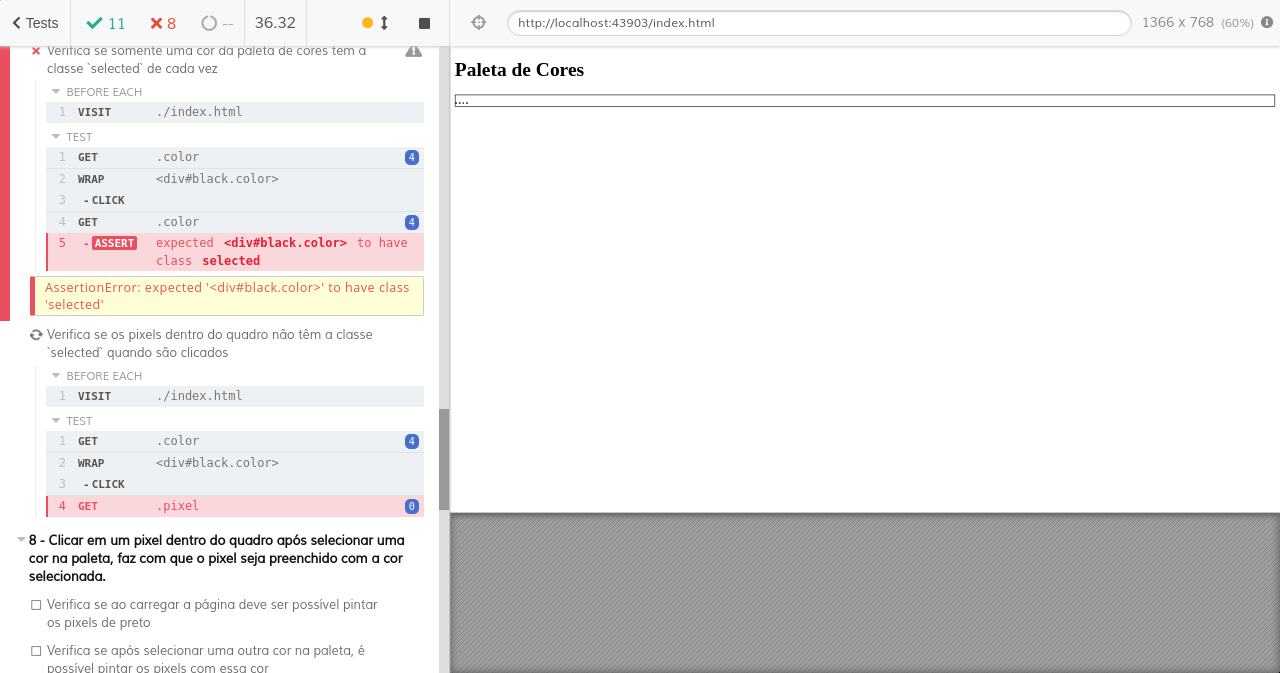 Tests 11 8 -- 36.32 http://localhost:43903/index.html 1366 x 768 (60%)
Verifica se somente uma cor da paleta de cores tem a
classe `selected` de cada vez
BEFORE EACH
1 VISIT ./index.html
TEST
1 GET .color 4
2 WRAP <div#black.color>
3 -CLICK
4 GET .color 4
5 -ASSERT expected <div#black.color> to have
class selected
AssertionError: expected '<div#black.color>' to have class
'selected'
Verifica se os pixels dentro do quadro não têm a classe
`selected` quando são clicados
BEFORE EACH
1 VISIT ./index.html
TEST
1 GET .color 4
2 WRAP <div#black.color>
3 -CLICK
4 GET .pixel 0
8 - Clicar em um pixel dentro do quadro após selecionar uma
cor na paleta, faz com que o pixel seja preenchido com a cor
selecionada.
Verifica se ao carregar a página deve ser possível pintar
os pixels de preto
Verifica se após selecionar uma outra cor na paleta, é
possível pintar os pixels com essa cor
Paleta de Cores
....